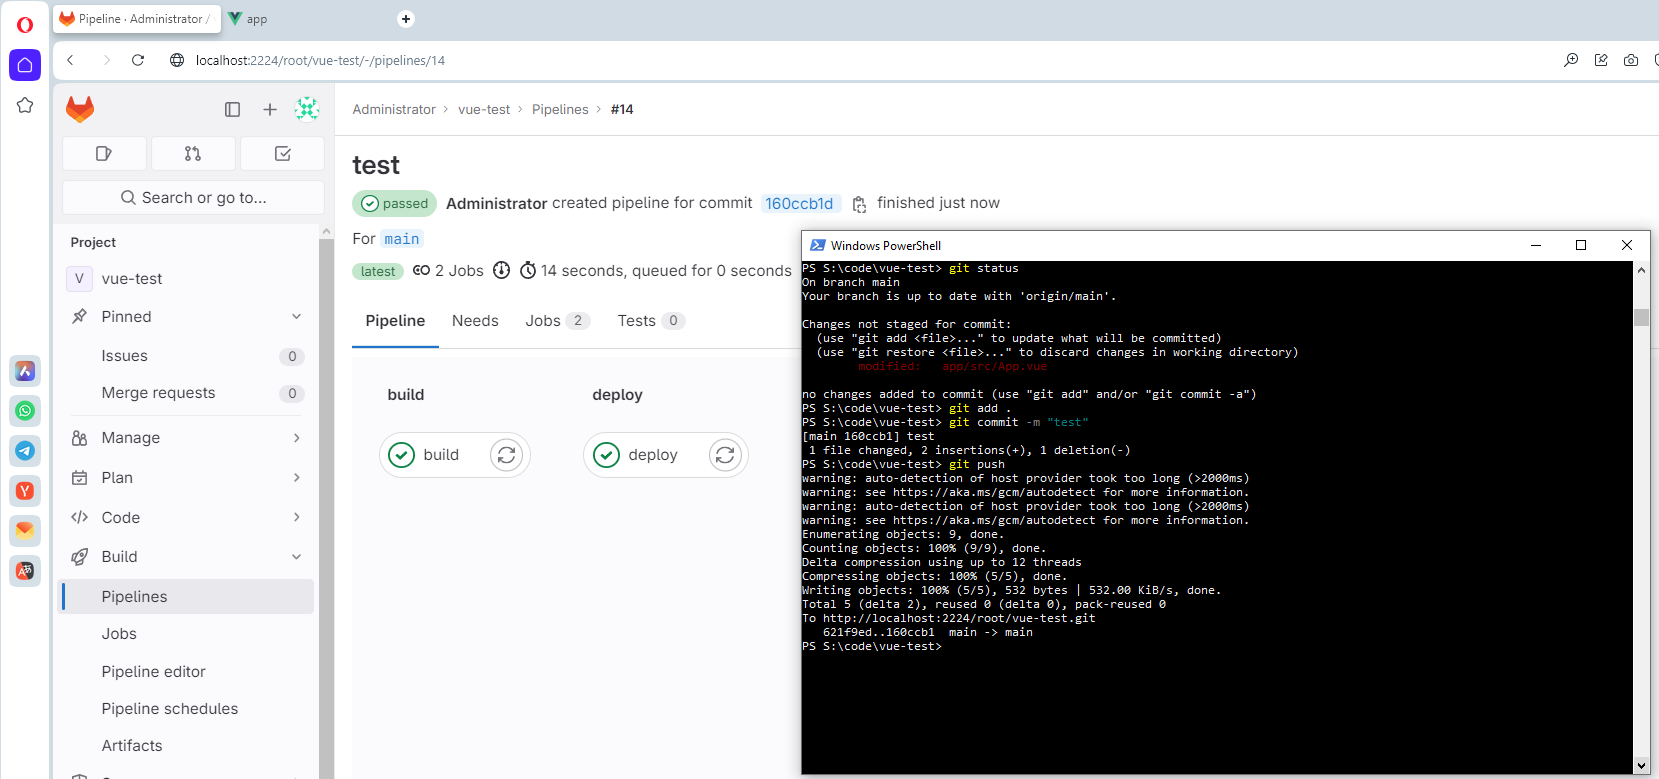 Pipeline · Administrator /
app
localhost:2224/root/vue-test/-/pipelines/14
Administrator > vue-test > Pipelines > #14
Search or go to...
Project
V vue-test
Pinned
Issues 0
Merge requests 0
Manage
Plan
Code
Build
Pipelines
Jobs
Pipeline editor
Pipeline schedules
Artifacts
test
passed Administrator created pipeline for commit 160ccb1d finished just now
For main
latest 2 Jobs 14 seconds, queued for 0 seconds
Pipeline Needs Jobs 2 Tests 0
build deploy
build deploy
Windows PowerShell
PS S:\code\vue-test> git status
On branch main
Your branch is up to date with 'origin/main'.
Changes not staged for commit:
(use "git add <file>..." to update what will be committed)
(use "git restore <file>..." to discard changes in working directory)
modified: app/src/App.vue
no changes added to commit (use "git add" and/or "git commit -a")
PS S:\code\vue-test> git add .
PS S:\code\vue-test> git commit -m "test"
[main 160ccb1] test
1 file changed, 2 insertions(+), 1 deletion(-)
PS S:\code\vue-test> git push
warning: auto-detection of host provider took too long (>2000ms)
warning: see https://aka.ms/gcm/autodetect for more information.
warning: auto-detection of host provider took too long (>2000ms)
warning: see https://aka.ms/gcm/autodetect for more information.
Enumerating objects: 9, done.
Counting objects: 100% (9/9), done.
Delta compression using up to 12 threads
Compressing objects: 100% (5/5), done.
Writing objects: 100% (5/5), 532 bytes | 532.00 KiB/s, done.
Total 5 (delta 2), reused 0 (delta 0), pack-reused 0
To http://localhost:2224/root/vue-test.git
621f9ed..160ccb1 main -> main
PS S:\code\vue-test>